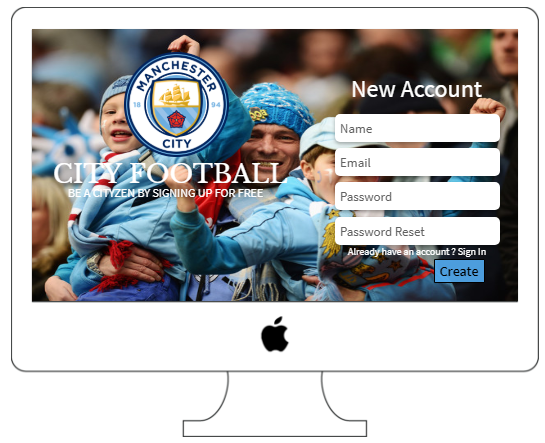 MANCHESTER
18 94
CITY
CITY FOOTBALL
BE A CITYZEN BY SIGNING UP FOR FREE
New Account
Name
Email
Password
Password Reset
Already have an account ? Sign In
Create